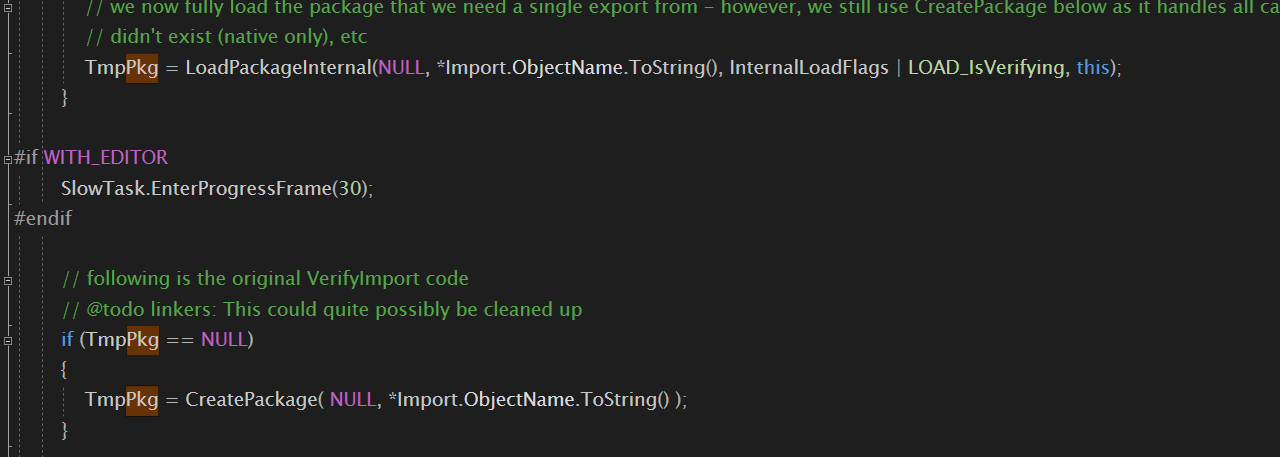 // we now fully load the package that we need a single export from - however, we still use CreatePackage below as it handles all ca
// didn't exist (native only), etc
TmpPkg = LoadPackageInternal(NULL, *Import.ObjectName.ToString(), InternalLoadFlags | LOAD_IsVerifying, this);
}
#if WITH_EDITOR
SlowTask.EnterProgressFrame(30);
#endif
// following is the original VerifyImport code
// @todo linkers: This could quite possibly be cleaned up
if (TmpPkg == NULL)
{
TmpPkg = CreatePackage( NULL, *Import.ObjectName.ToString() );
}